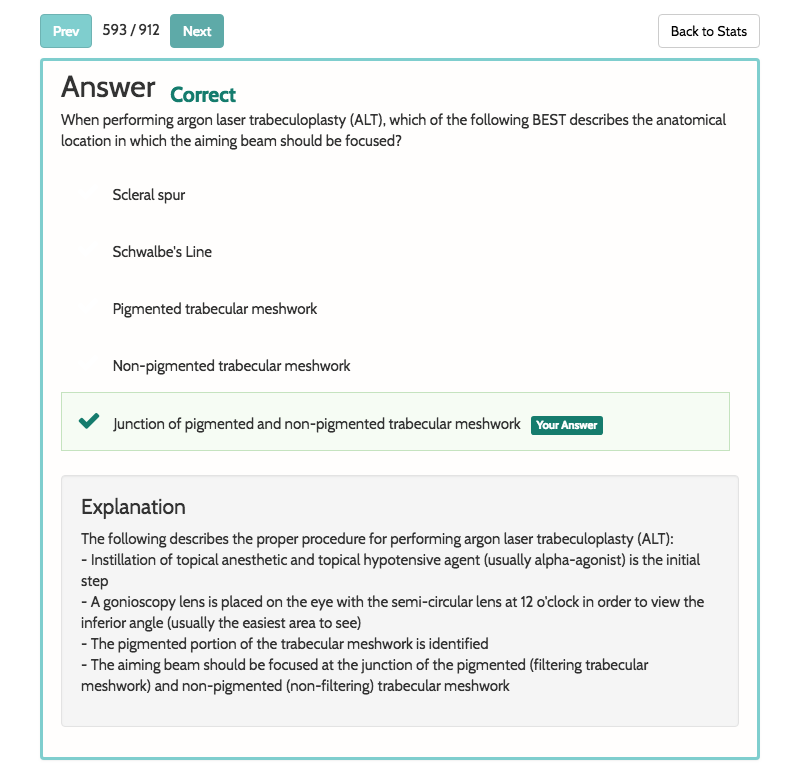 Prev 593 / 912 Next Back to Stats
Answer Correct
When performing argon laser trabeculoplasty (ALT), which of the following BEST describes the anatomical
location in which the aiming beam should be focused?
Scleral spur
Schwalbe's Line
Pigmented trabecular meshwork
Non-pigmented trabecular meshwork
Junction of pigmented and non-pigmented trabecular meshwork Your Answer
Explanation
The following describes the proper procedure for performing argon laser trabeculoplasty (ALT):
- Instillation of topical anesthetic and topical hypotensive agent (usually alpha-agonist) is the initial
step
- A gonioscopy lens is placed on the eye with the semi-circular lens at 12 o'clock in order to view the
inferior angle (usually the easiest area to see)
- The pigmented portion of the trabecular meshwork is identified
- The aiming beam should be focused at the junction of the pigmented (filtering trabecular
meshwork) and non-pigmented (non-filtering) trabecular meshwork